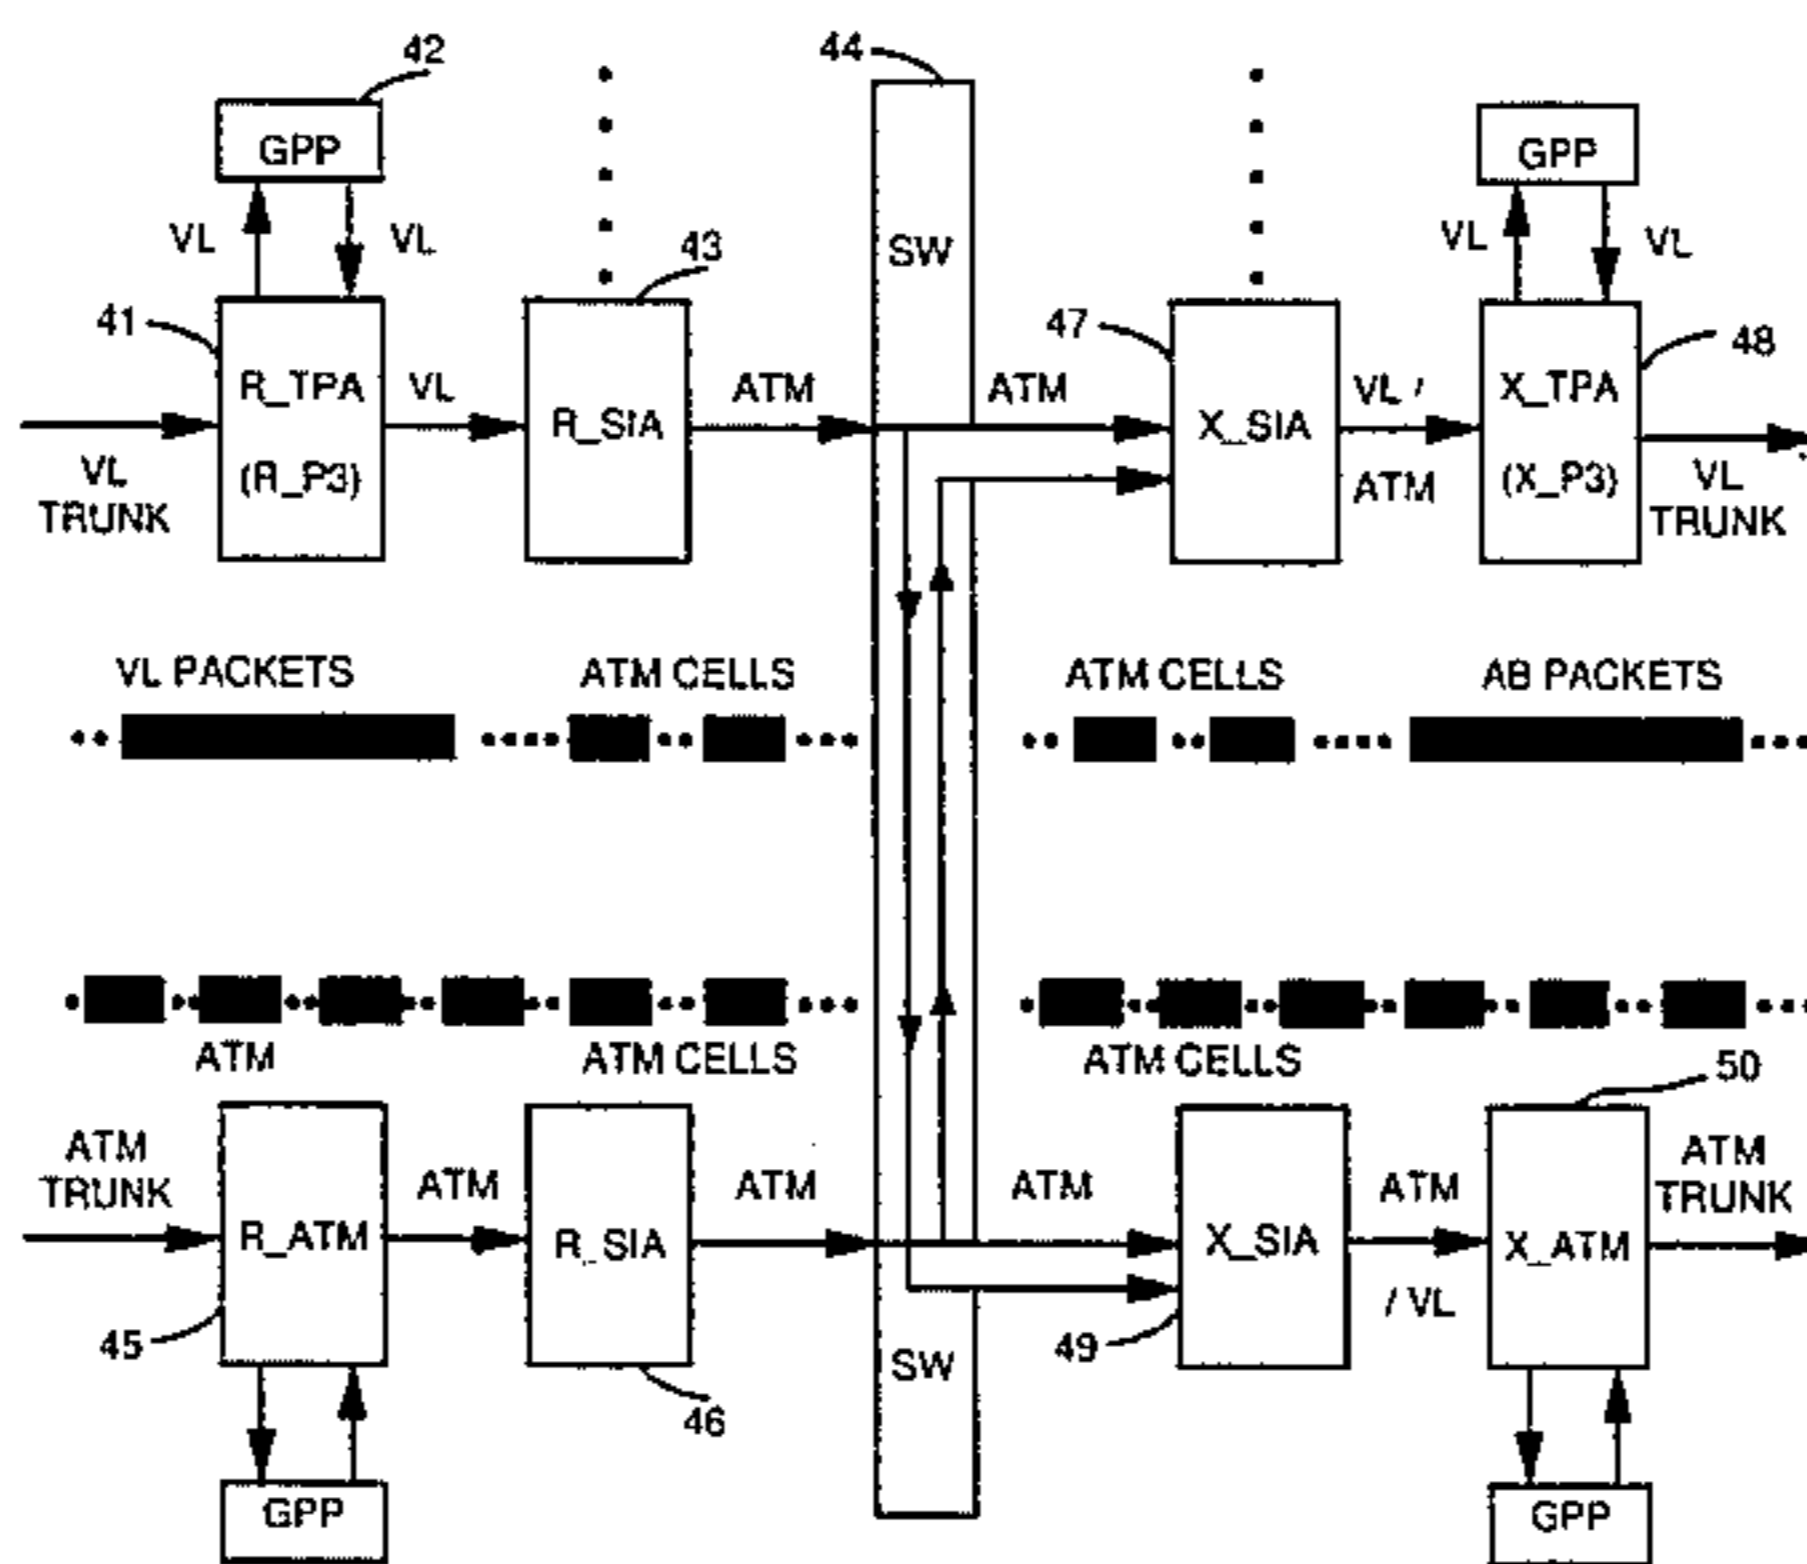 42
44
GPP
GPP
VL
VL
SW
VL
VL
43
41
47
48
R_TPA
VL
ATM
ATM
VL /
X_TPA
R_SIA
X_SIA
VL
TRUNK
(R_P3)
ATM
(X_P3)
VL
TRUNK
VL PACKETS
ATM CELLS
ATM CELLS
AB PACKETS
ATM
ATM CELLS
ATM CELLS
50
ATM
TRUNK
ATM
ATM
ATM
ATM
ATM
TRUNK
R_ATM
R_SIA
X_SIA
X_ATM
/ VL
45
49
SW
46
GPP
GPP